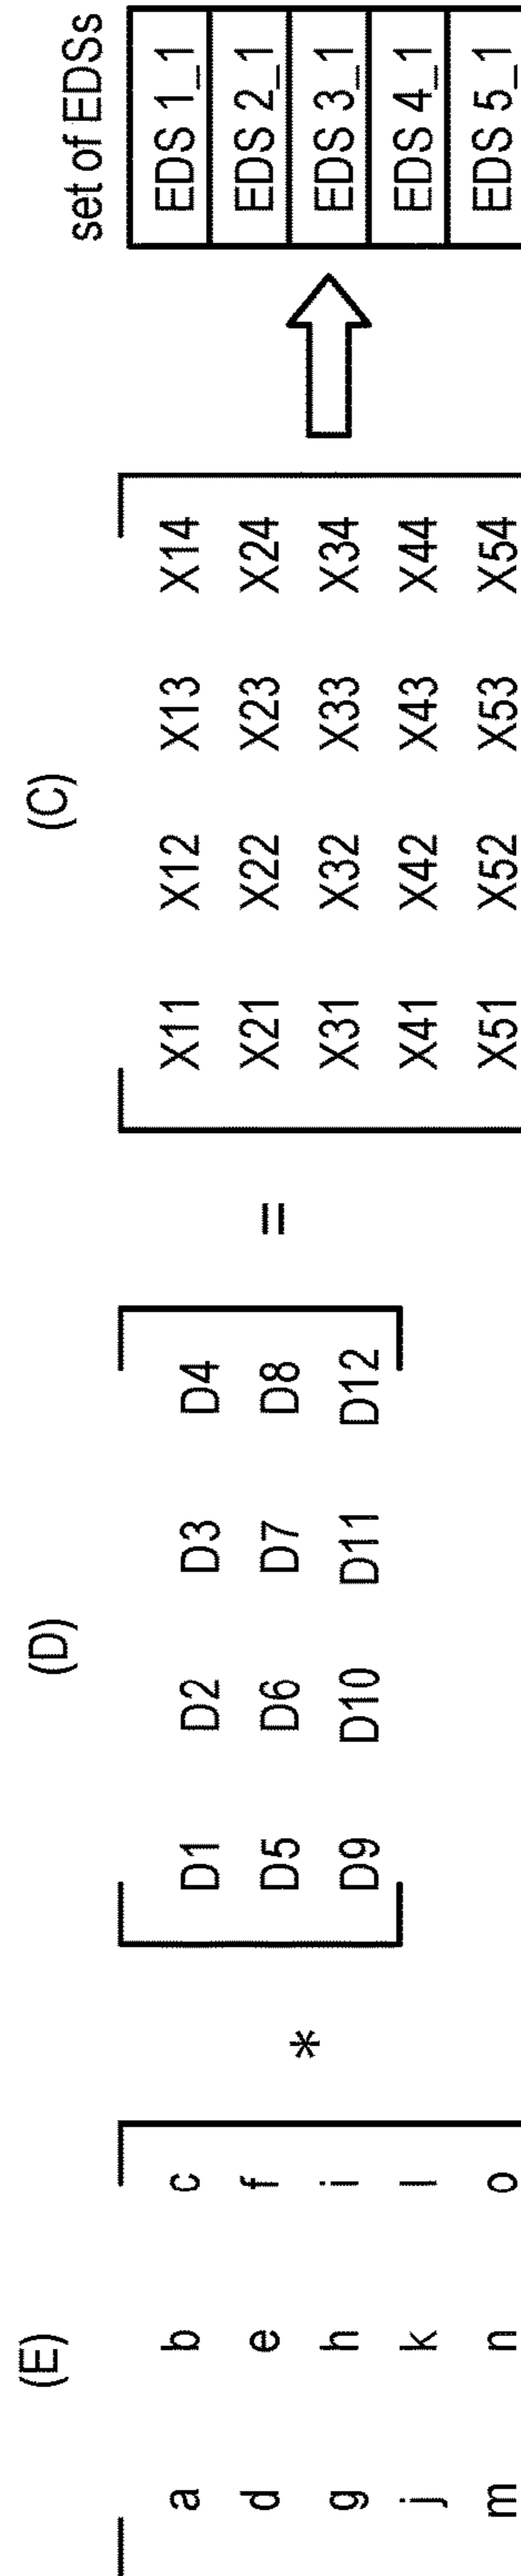 (E) (D) (C) set of EDSs
a b c D1 D2 D3 D4 X11 X12 X13 X14 EDS 1_1
d e f * D5 D6 D7 D8 = X21 X22 X23 X24 EDS 2_1
g h i D9 D10 D11 D12 X31 X32 X33 X34 EDS 3_1
j k l X41 X42 X43 X44 EDS 4_1
m n o X51 X52 X53 X54 EDS 5_1